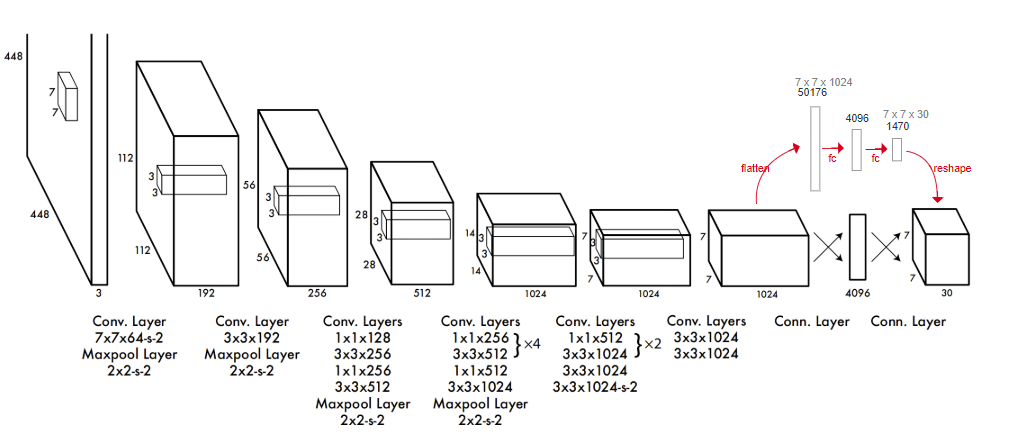 448
7
7
448
3
112
3
3
112
192
56
3
3
56
256
28
3
3
28
512
14
3
3
14
1024
7
3
3
7
1024
7
7
1024
7 x 7 x 1024
50176
4096
7 x 7 x 30
1470
flatten
fc
fc
reshape
4096
7
7
30
Conv. Layer
7x7x64-s-2
Maxpool Layer
2x2-s-2
Conv. Layer
3x3x192
Maxpool Layer
2x2-s-2
Conv. Layers
1x1x128
3x3x256
1x1x256
3x3x512
Maxpool Layer
2x2-s-2
Conv. Layers
1x1x256
3x3x512
}×4
1x1x512
3x3x1024
Maxpool Layer
2x2-s-2
Conv. Layers
1x1x512
3x3x1024
}×2
3x3x1024
3x3x1024-s-2
Conv. Layers
3x3x1024
3x3x1024
Conn. Layer
Conn. Layer